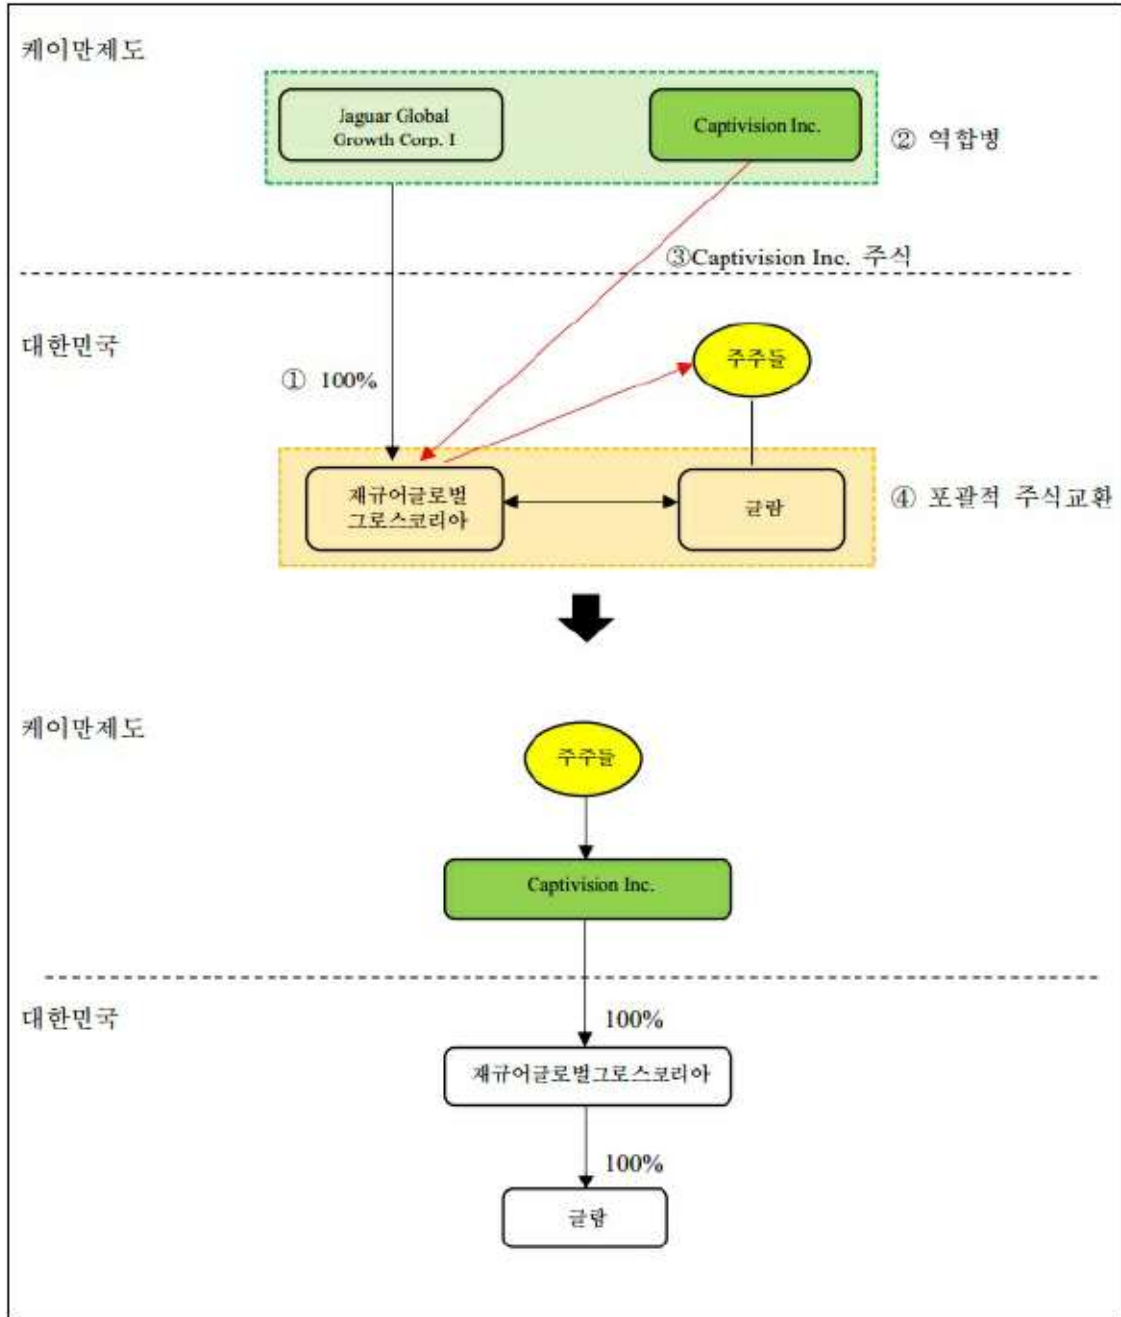 케이만제도
Jaguar Global
Growth Corp. I
Captivision Inc.
② 역합병
③Captivision Inc. 주식
대한민국
주주들
① 100%
재규어글로벌
그로스코리아
글람
④ 포괄적 주식교환
케이만제도
주주들
Captivision Inc.
대한민국
100%
재규어글로벌그로스코리아
100%
글람